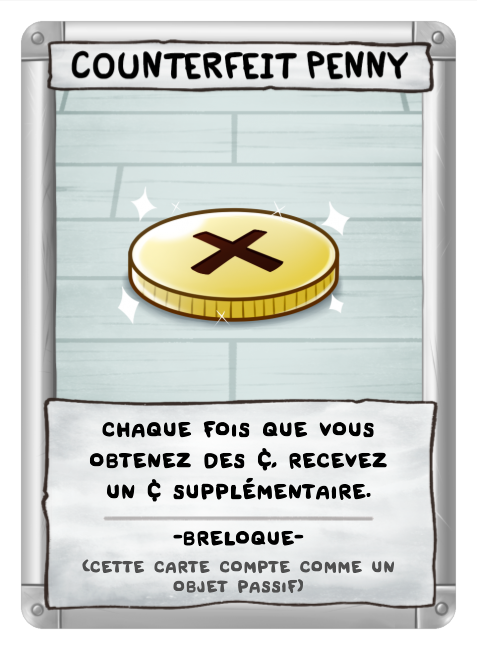 COUNTERFEIT PENNY
CHAQUE FOIS QUE VOUS
OBTENEZ DES ¢, RECEVEZ
UN ¢ SUPPLÉMENTAIRE.
-BRELOQUE-
(CETTE CARTE COMPTE COMME UN
OBJET PASSIF)